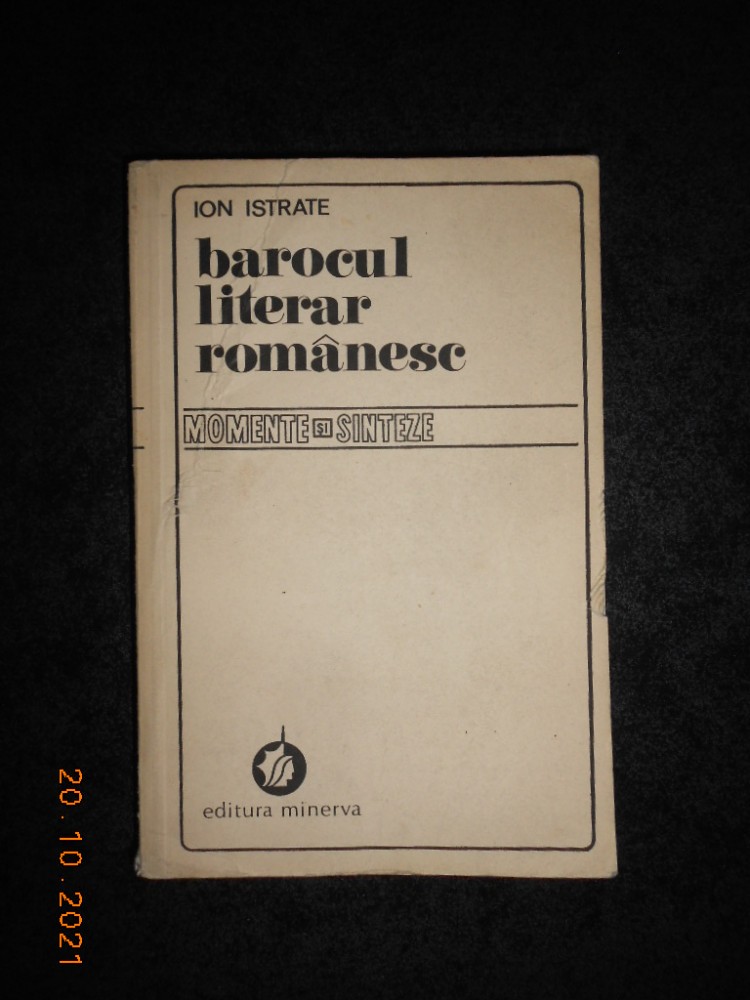 ION ISTRATE
barocul
literar
românesc
MOMENTE ȘI SINTEZE
editura minerva
20.10.2021